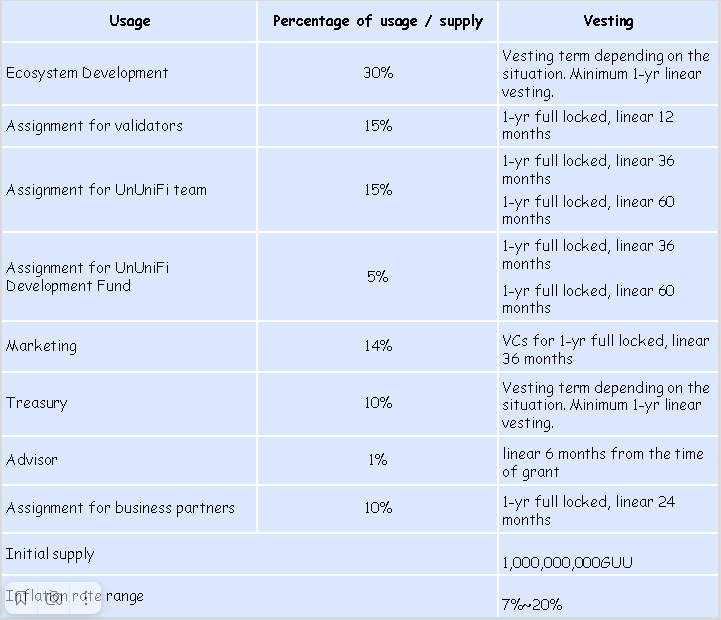 Usage
Percentage of usage / supply
Vesting
Ecosystem Development
30%
Vesting term depending on the
situation. Minimum 1-yr linear
vesting.
Assignment for validators
15%
1-yr full locked, linear 12
months
Assignment for UnUniFi team
15%
1-yr full locked, linear 36
months
1-yr full locked, linear 60
months
Assignment for UnUniFi
Development Fund
5%
1-yr full locked, linear 36
months
1-yr full locked, linear 60
months
Marketing
14%
VCs for 1-yr full locked, linear
36 months
Treasury
10%
Vesting term depending on the
situation. Minimum 1-yr linear
vesting.
Advisor
1%
linear 6 months from the time
of grant
Assignment for business partners
10%
1-yr full locked, linear 24
months
Initial supply
1,000,000,000GUU
Inflation rate range
7%~20%